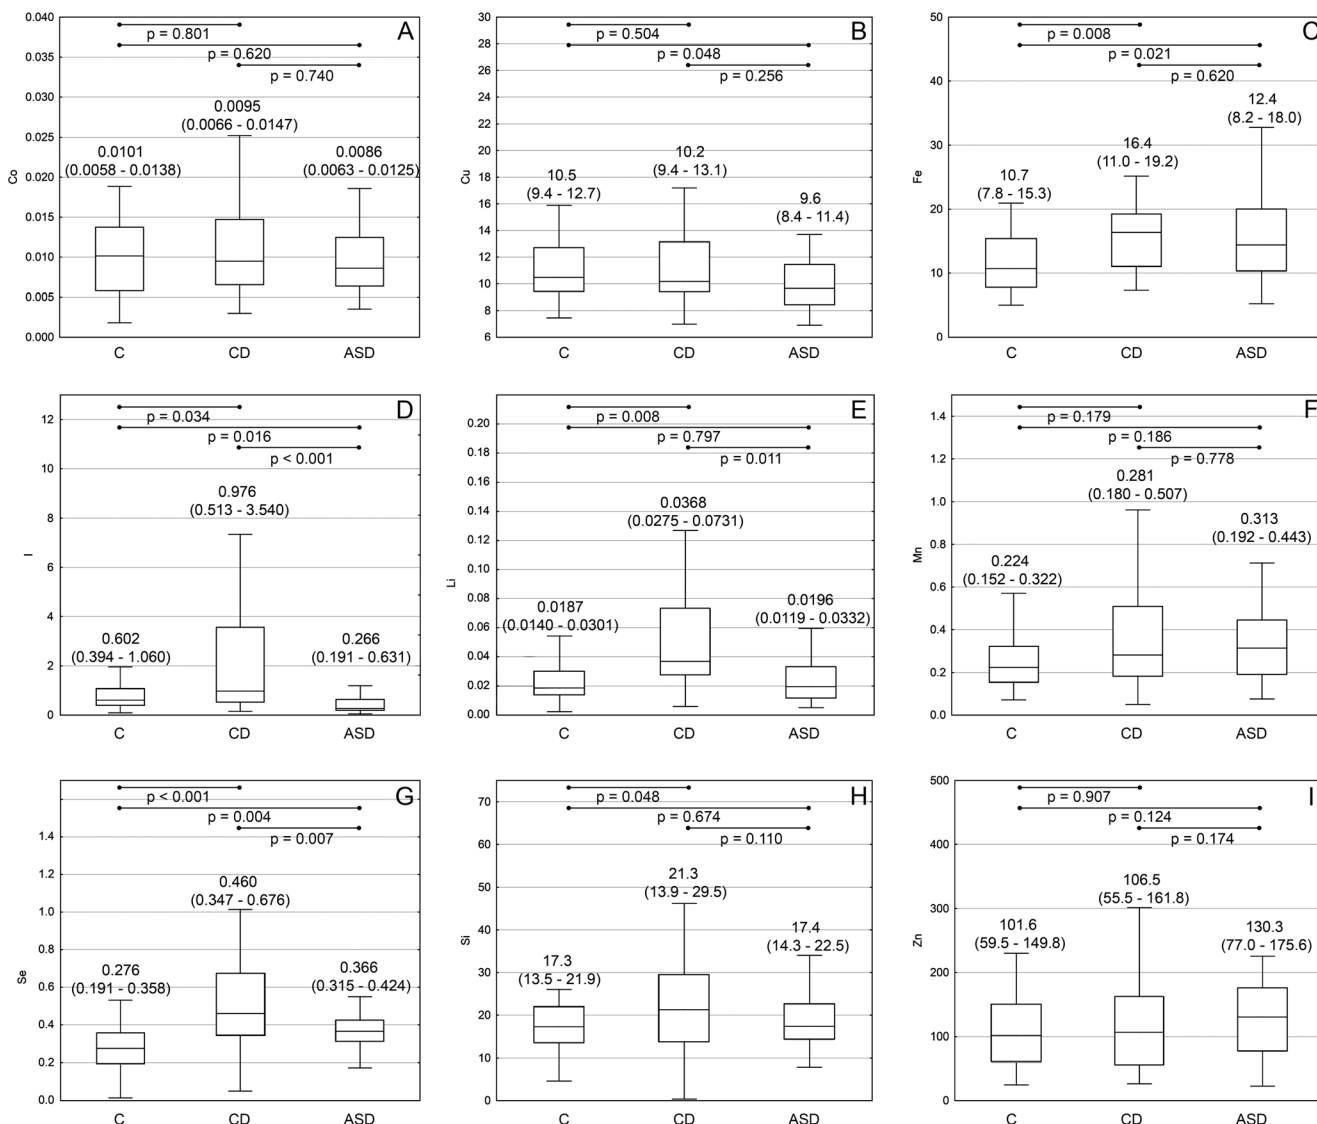 A
p = 0.801
p = 0.620
p = 0.740
0.040
0.035
0.030
0.025
0.020
0.015
0.010
0.005
0.000
Co
0.0101
(0.0058 - 0.0138)
0.0095
(0.0066 - 0.0147)
0.0086
(0.0063 - 0.0125)
C CD ASD
B
p = 0.504
p = 0.048
p = 0.256
30
28
26
24
22
20
18
16
14
12
10
8
6
Cu
10.5
(9.4 - 12.7)
10.2
(9.4 - 13.1)
9.6
(8.4 - 11.4)
C CD ASD
C
p = 0.008
p = 0.021
p = 0.620
50
40
30
20
10
0
Fe
10.7
(7.8 - 15.3)
16.4
(11.0 - 19.2)
12.4
(8.2 - 18.0)
C CD ASD
D
p = 0.034
p = 0.016
p < 0.001
12
10
8
6
4
2
0
I
0.602
(0.394 - 1.060)
0.976
(0.513 - 3.540)
0.266
(0.191 - 0.631)
C CD ASD
E
p = 0.008
p = 0.797
p = 0.011
0.20
0.18
0.16
0.14
0.12
0.10
0.08
0.06
0.04
0.02
0.00
Li
0.0187
(0.0140 - 0.0301)
0.0368
(0.0275 - 0.0731)
0.0196
(0.0119 - 0.0332)
C CD ASD
F
p = 0.179
p = 0.186
p = 0.778
1.4
1.2
1.0
0.8
0.6
0.4
0.2
0.0
Mn
0.224
(0.152 - 0.322)
0.281
(0.180 - 0.507)
0.313
(0.192 - 0.443)
C CD ASD
G
p < 0.001
p = 0.004
p = 0.007
1.4
1.2
1.0
0.8
0.6
0.4
0.2
0.0
Se
0.276
(0.191 - 0.358)
0.460
(0.347 - 0.676)
0.366
(0.315 - 0.424)
C CD ASD
H
p = 0.048
p = 0.674
p = 0.110
70
60
50
40
30
20
10
0
Si
17.3
(13.5 - 21.9)
21.3
(13.9 - 29.5)
17.4
(14.3 - 22.5)
C CD ASD
I
p = 0.907
p = 0.124
p = 0.174
500
400
300
200
100
0
Zn
101.6
(59.5 - 149.8)
106.5
(55.5 - 161.8)
130.3
(77.0 - 175.6)
C CD ASD